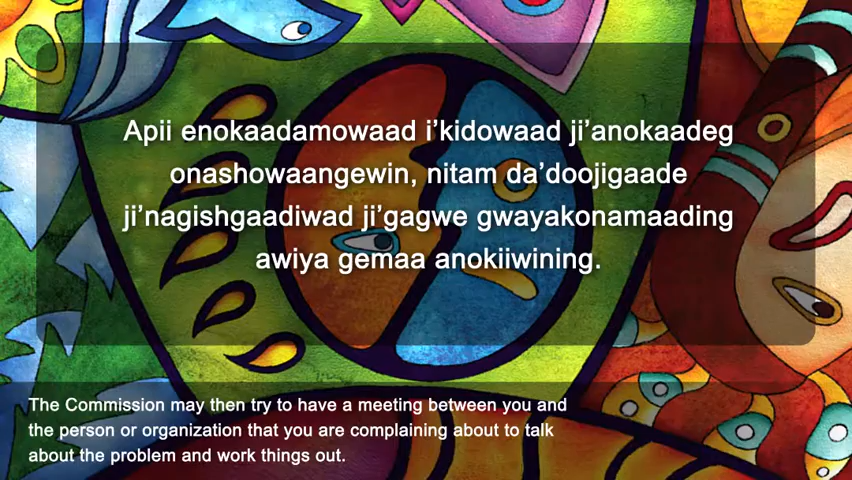 Apii enokaadamowaad i’kidowaad ji’anokaadeg
onashowaangewin, nitam da’doojigaade
ji’nagishgaadiwad ji’gagwe gwayakonamaading
awiya gemaa anokiiwining.
The Commission may then try to have a meeting between you and
the person or organization that you are complaining about to talk
about the problem and work things out.